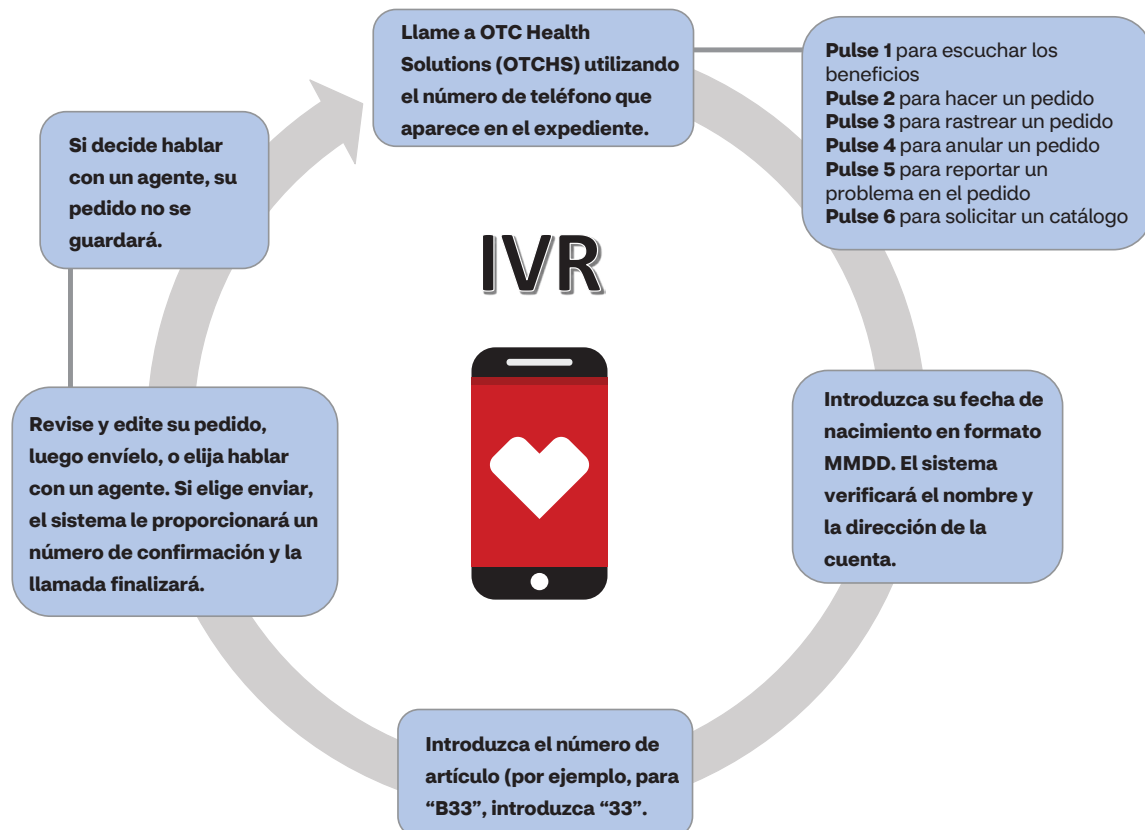 Llame a OTC Health
Solutions (OTCHS) utilizando
el número de teléfono que
aparece en el expediente.
Pulse 1 para escuchar los
beneficios
Pulse 2 para hacer un pedido
Pulse 3 para rastrear un pedido
Pulse 4 para anular un pedido
Pulse 5 para reportar un
problema en el pedido
Pulse 6 para solicitar un catálogo
Introduzca su fecha de
nacimiento en formato
MMDD. El sistema
verificará el nombre y
la dirección de la
cuenta.
Introduzca el número de
artículo (por ejemplo, para
“B33”, introduzca “33”.
Revise y edite su pedido,
luego envíelo, o elija hablar
con un agente. Si elige enviar,
el sistema le proporcionará un
número de confirmación y la
llamada finalizará.
Si decide hablar
con un agente, su
pedido no se
guardará.
IVR